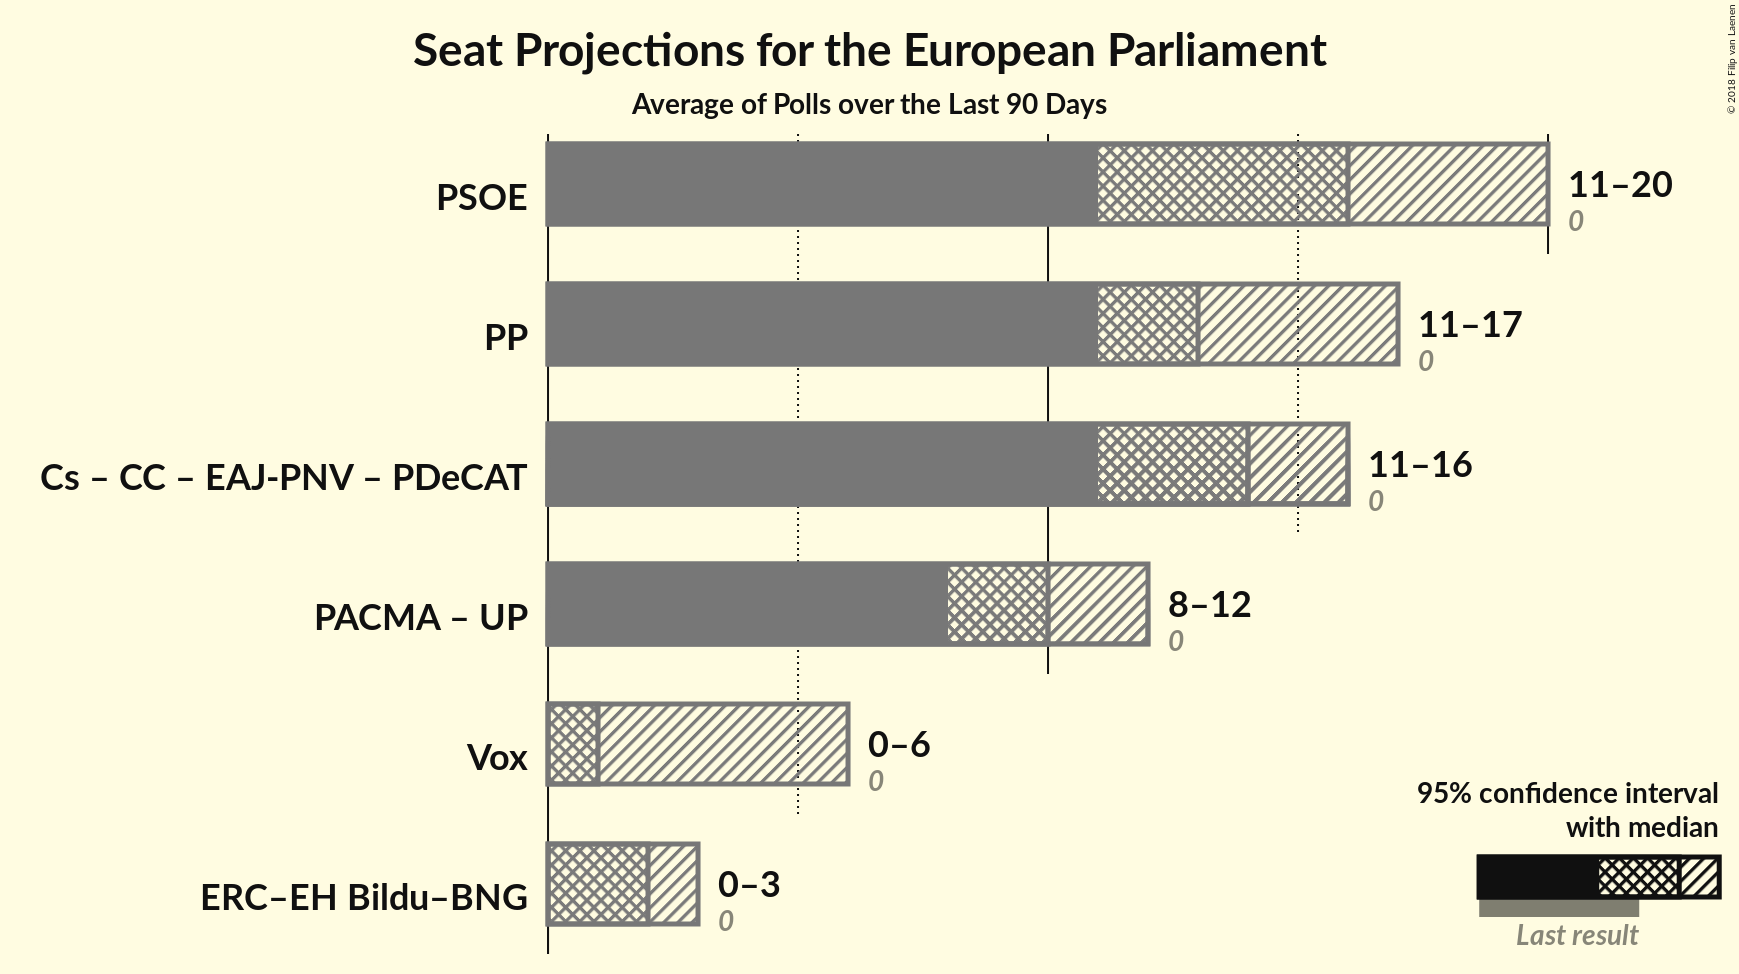 Seat Projections for the European Parliament
Average of Polls over the Last 90 Days
© 2018 Filip van Laenen
PSOE
11–20
0
PP
11–17
0
Cs – CC – EAJ-PNV – PDeCAT
11–16
0
PACMA – UP
8–12
0
Vox
0–6
0
ERC–EH Bildu–BNG
0–3
0
95% confidence interval
with median
Last result